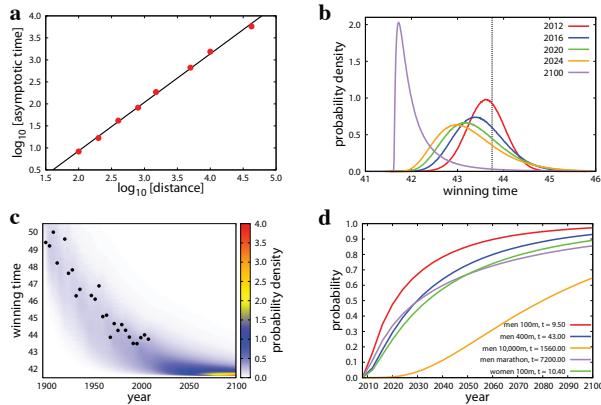 a
log10 [asymptotic time]
4.0
3.5
3.0
2.5
2.0
1.5
1.0
0.5
1.5 2.0 2.5 3.0 3.5 4.0 4.5 5.0
log10 [distance]
b
probability density
2.0
1.5
1.0
0.5
0.0
41 42 43 44 45 46
winning time
2012
2016
2020
2024
2100
c
winning time
50
49
48
47
46
45
44
43
42
1900 1950 2000 2050 2100
year
4.0
3.5
3.0
2.5
2.0
1.5
1.0
0.5
0.0
probability density
d
probability
1.0
0.9
0.8
0.7
0.6
0.5
0.4
0.3
0.2
0.1
0.0
2010 2020 2030 2040 2050 2060 2070 2080 2090 2100
year
men 100m, t = 9.50
men 400m, t = 43.00
men 10,000m, t = 1560.00
men marathon, t = 7200.00
women 100m, t = 10.40